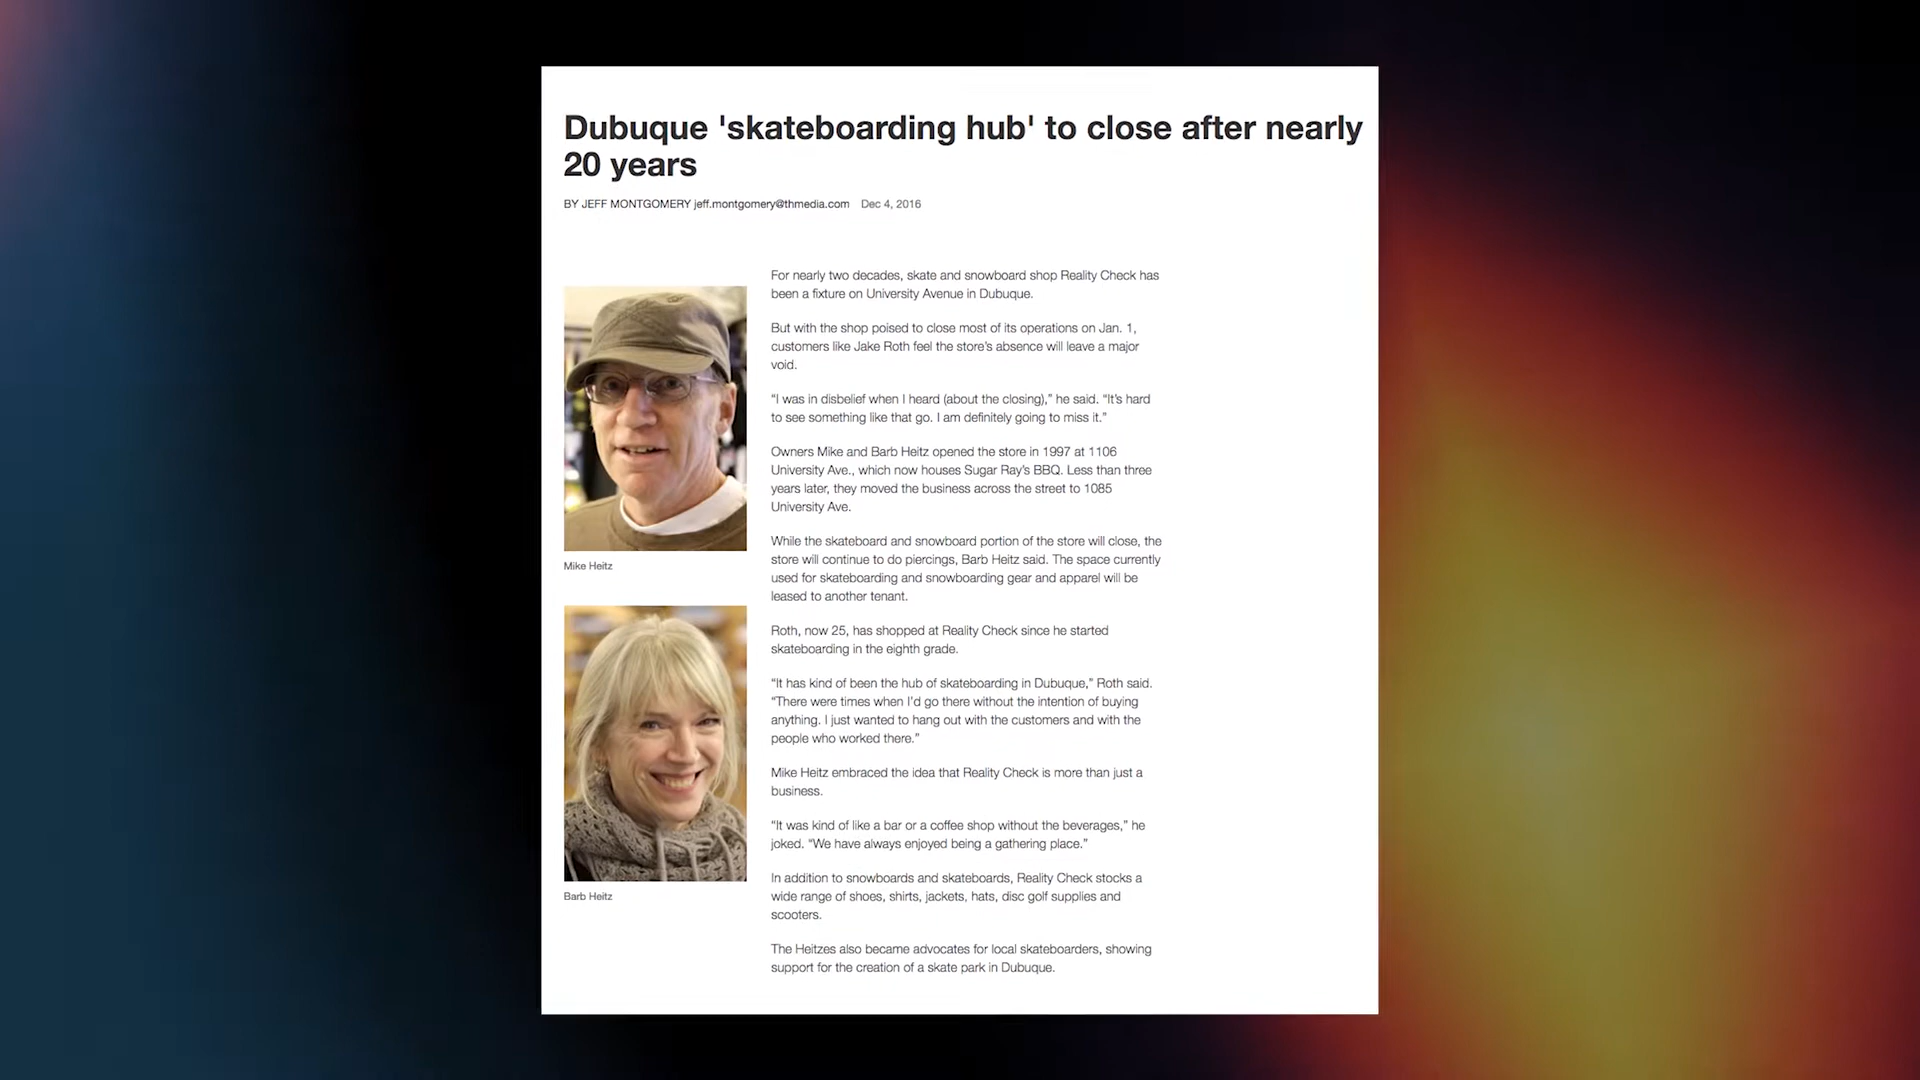 Dubuque 'skateboarding hub' to close after nearly
20 years
BY JEFF MONTGOMERY jeff.montgomery@thmedia.com Dec 4, 2016
Mike Heitz
Barb Heitz
For nearly two decades, skate and snowboard shop Reality Check has
been a fixture on University Avenue in Dubuque.
But with the shop poised to close most of its operations on Jan. 1,
customers like Jake Roth feel the store’s absence will leave a major
void.
“I was in disbelief when I heard (about the closing),” he said. “It’s hard
to see something like that go. I am definitely going to miss it.”
Owners Mike and Barb Heitz opened the store in 1997 at 1106
University Ave., which now houses Sugar Ray’s BBQ. Less than three
years later, they moved the business across the street to 1085
University Ave.
While the skateboard and snowboard portion of the store will close, the
store will continue to do piercings, Barb Heitz said. The space currently
used for skateboarding and snowboarding gear and apparel will be
leased to another tenant.
Roth, now 25, has shopped at Reality Check since he started
skateboarding in the eighth grade.
“It has kind of been the hub of skateboarding in Dubuque,” Roth said.
“There were times when I’d go there without the intention of buying
anything. I just wanted to hang out with the customers and with the
people who worked there.”
Mike Heitz embraced the idea that Reality Check is more than just a
business.
“It was kind of like a bar or a coffee shop without the beverages,” he
joked. “We have always enjoyed being a gathering place.”
In addition to snowboards and skateboards, Reality Check stocks a
wide range of shoes, shirts, jackets, hats, disc golf supplies and
scooters.
The Heitzes also became advocates for local skateboarders, showing
support for the creation of a skate park in Dubuque.